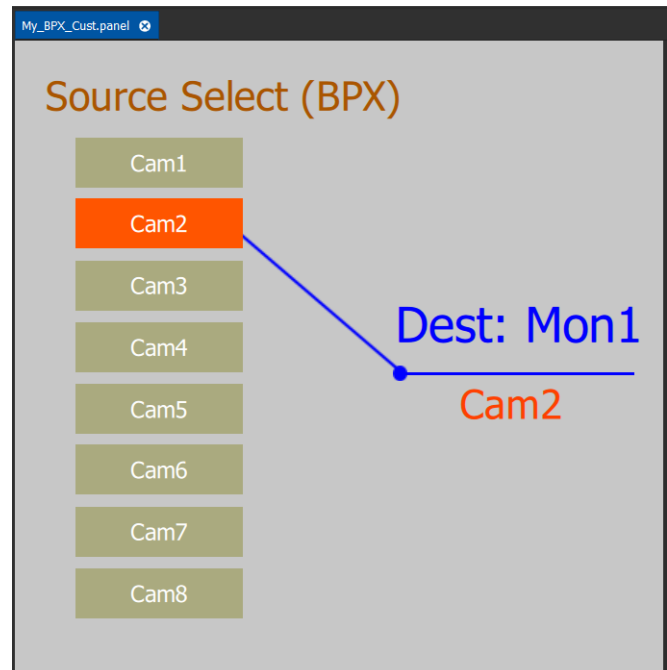 My_BPX_Cust.panel
Source Select (BPX)
Cam1
Cam2
Cam3
Cam4
Cam5
Cam6
Cam7
Cam8
Dest: Mon1
Cam2